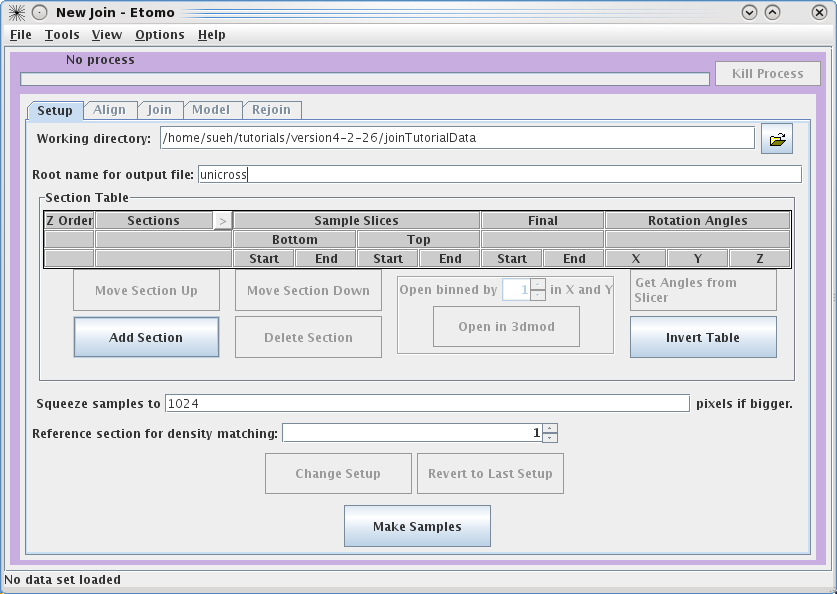 New Join - Etomo
File Tools View Options Help
No process
Kill Process
Setup Align Join Model Rejoin
Working directory: /home/sueh/tutorials/version4-2-26/joinTutorialData
Root name for output file: unicross
Section Table
Z Order Sections > Sample Slices Final Rotation Angles
Bottom Top
Start End Start End Start End X Y Z
Move Section Up Move Section Down Open binned by 1 in X and Y Get Angles from Slicer
Add Section Delete Section Open in 3dmod Invert Table
Squeeze samples to 1024 pixels if bigger.
Reference section for density matching: 1
Change Setup Revert to Last Setup
Make Samples
No data set loaded